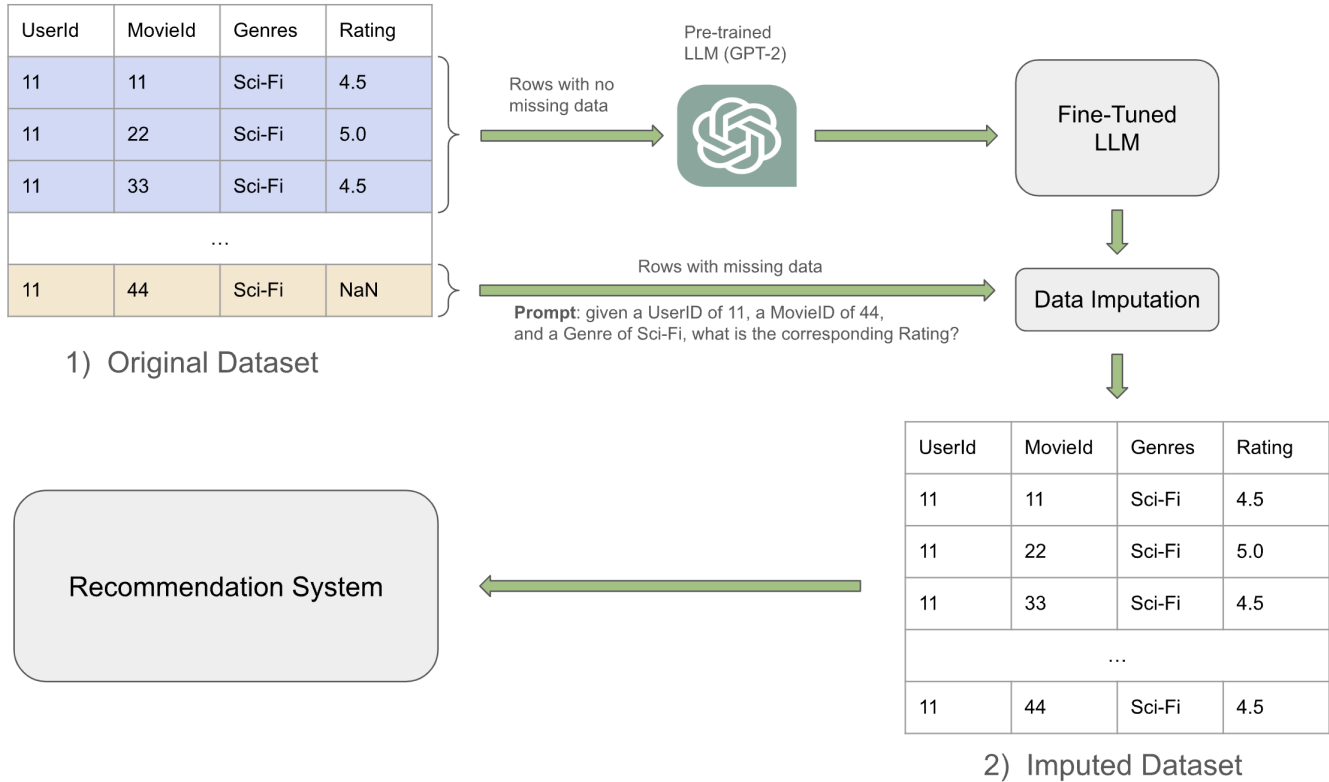 UserId MovieId Genres Rating
11 11 Sci-Fi 4.5
11 22 Sci-Fi 5.0
11 33 Sci-Fi 4.5
...
11 44 Sci-Fi NaN
1) Original Dataset
Rows with no
missing data
Pre-trained
LLM (GPT-2)
Fine-Tuned
LLM
Rows with missing data
Prompt: given a UserID of 11, a MovieID of 44,
and a Genre of Sci-Fi, what is the corresponding Rating?
Data Imputation
UserId MovieId Genres Rating
11 11 Sci-Fi 4.5
11 22 Sci-Fi 5.0
11 33 Sci-Fi 4.5
...
11 44 Sci-Fi 4.5
2) Imputed Dataset
Recommendation System